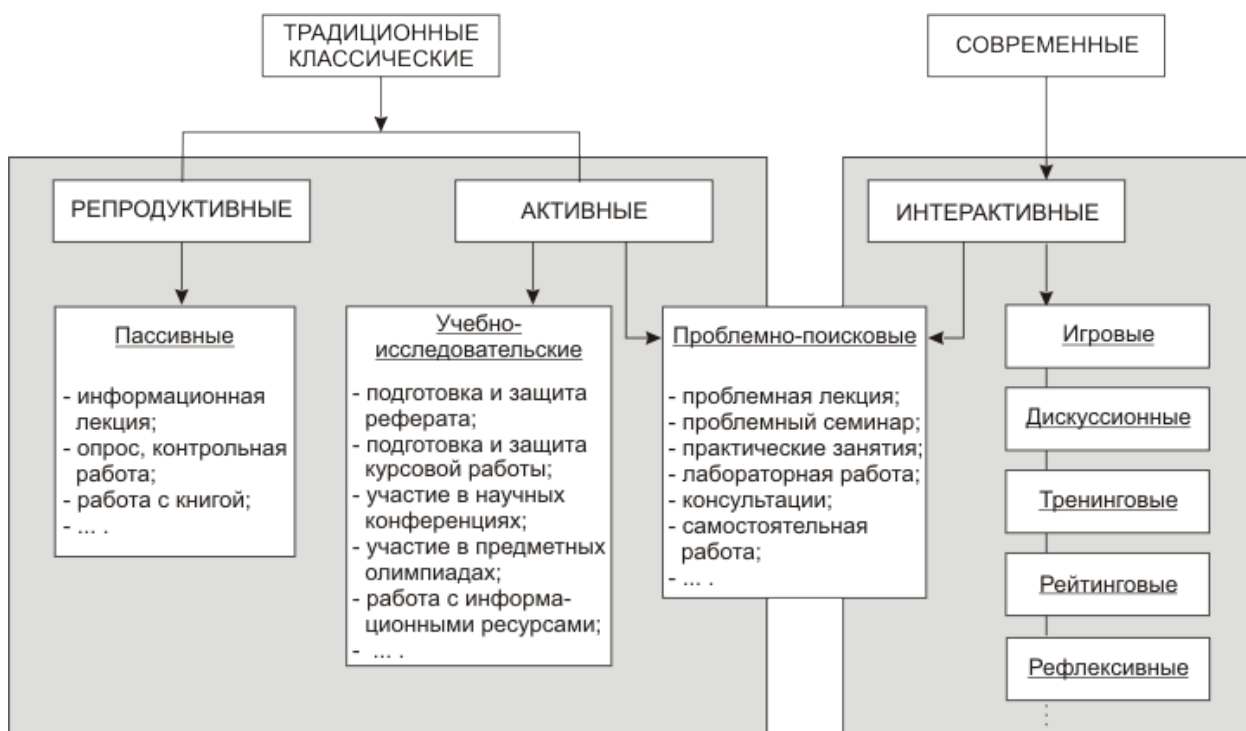 ТРАДИЦИОННЫЕ
КЛАССИЧЕСКИЕ
СОВРЕМЕННЫЕ
РЕПРОДУКТИВНЫЕ
АКТИВНЫЕ
ИНТЕРАКТИВНЫЕ
Пассивные
- информационная
лекция;
- опрос, контрольная
работа;
- работа с книгой;
- ... .
Учебно-
исследовательские
- подготовка и защита
реферата;
- подготовка и защита
курсовой работы;
- участие в научных
конференциях;
- участие в предметных
олимпиадах;
- работа с информа-
ционными ресурсами;
- ... .
Проблемно-поисковые
- проблемная лекция;
- проблемный семинар;
- практические занятия;
- лабораторная работа;
- консультации;
- самостоятельная
работа;
- ... .
Игровые
Дискуссионные
Тренинговые
Рейтинговые
Рефлексивные